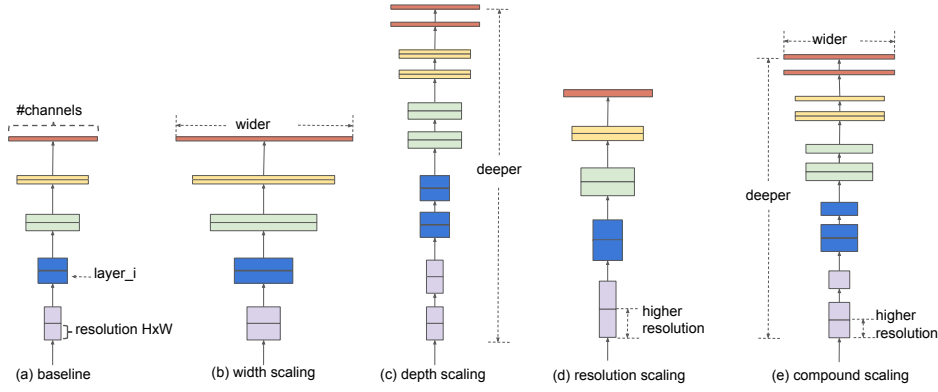 #channels
layer_i
resolution HxW
(a) baseline
wider
(b) width scaling
deeper
(c) depth scaling
higher
resolution
(d) resolution scaling
wider
deeper
higher
resolution
(e) compound scaling